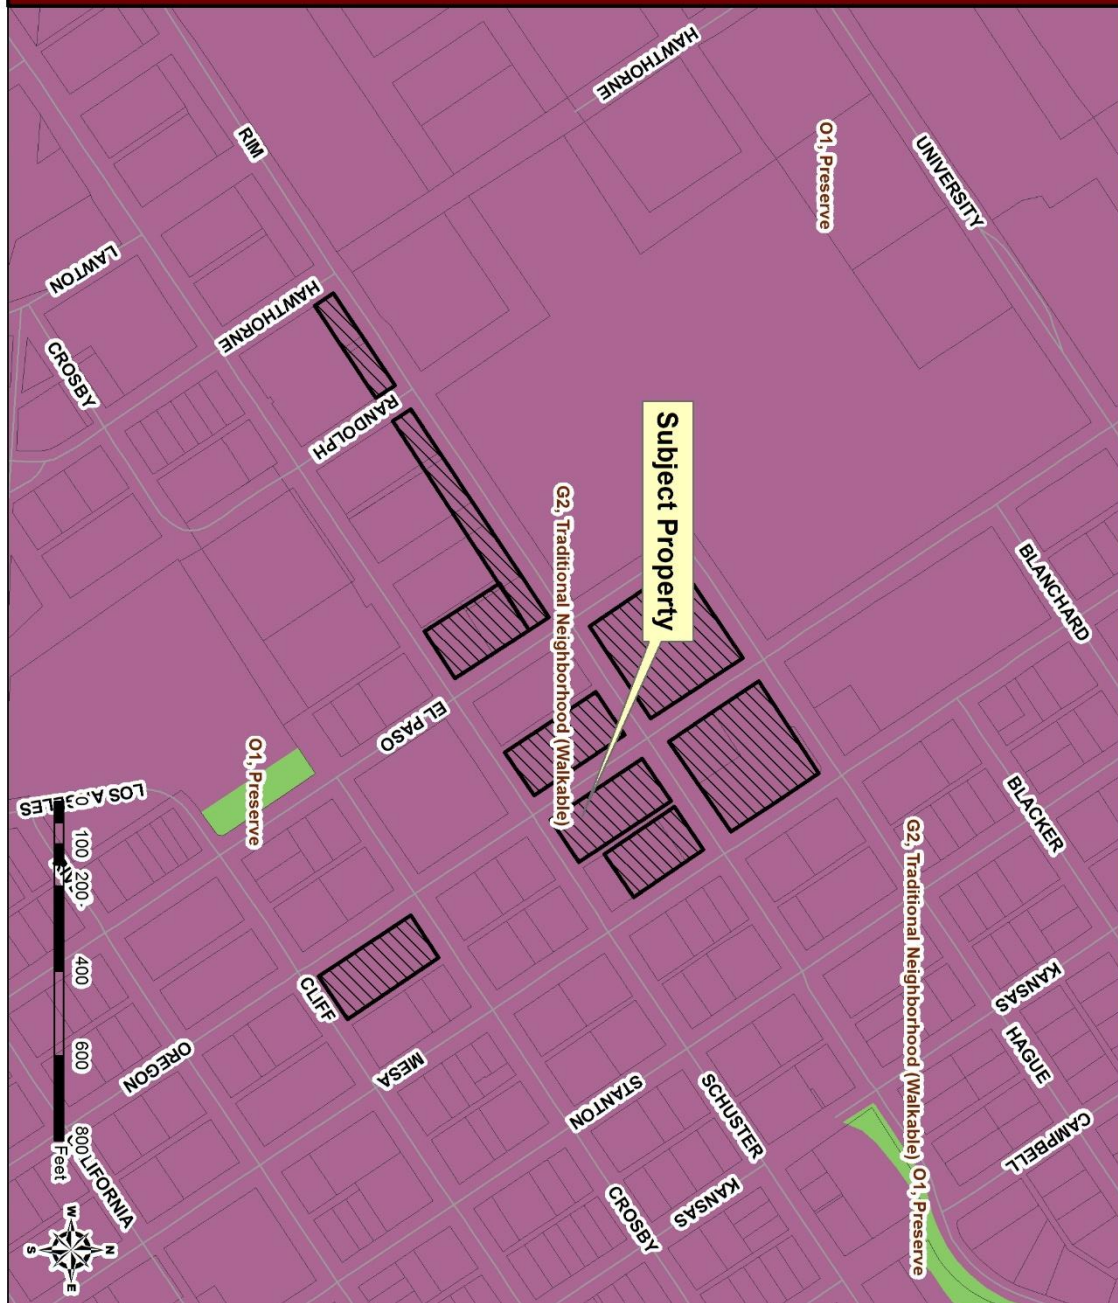 HAWTHORNE
O1, Preserve
UNIVERSITY
RIM
LAWTON
HAWTHORNE
CROSBY
RANDOLPH
Subject Property
G2, Traditional Neighborhood (Walkable)
BLANCHARD
EL PASO
O1, Preserve
LOS ANGELES
BLACKER
G2, Traditional Neighborhood (Walkable)
KANSAS
HAGUE
CLIFF
OREGON
MESA
STANTON
SCHUSTER
CAMPBELL
KANSAS
CROSBY
O1, Preserve
0 100 200 400 600 800
Feet
N
W
E
S